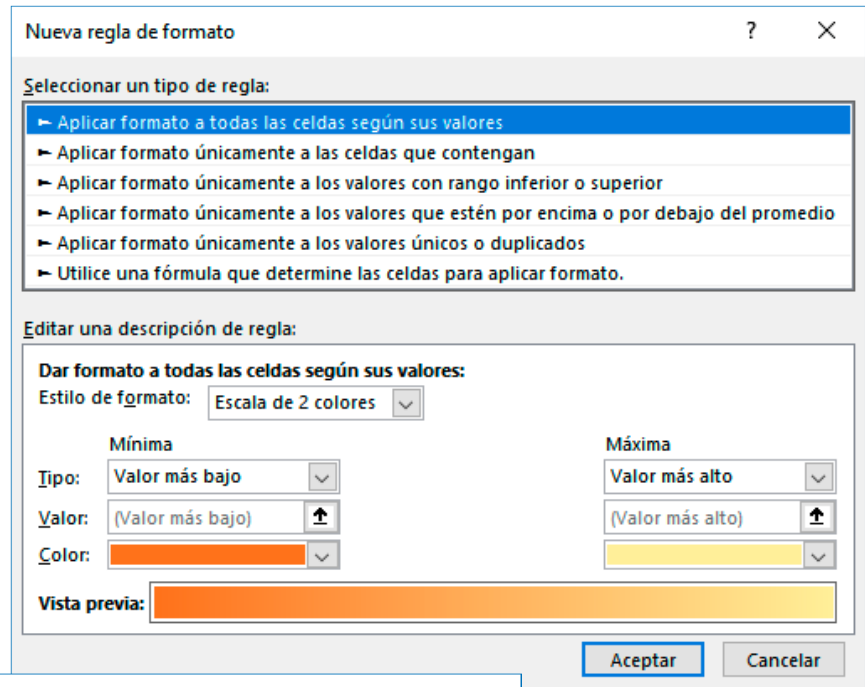 Nueva regla de formato ? ×
Seleccionar un tipo de regla:
► Aplicar formato a todas las celdas según sus valores
► Aplicar formato únicamente a las celdas que contengan
► Aplicar formato únicamente a los valores con rango inferior o superior
► Aplicar formato únicamente a los valores que estén por encima o por debajo del promedio
► Aplicar formato únicamente a los valores únicos o duplicados
► Utilice una fórmula que determine las celdas para aplicar formato.
Editar una descripción de regla:
Dar formato a todas las celdas según sus valores:
Estilo de formato: Escala de 2 colores
Mínima Máxima
Tipo: Valor más bajo Valor más alto
Valor: (Valor más bajo) (Valor más alto)
Color:
Vista previa:
Aceptar Cancelar